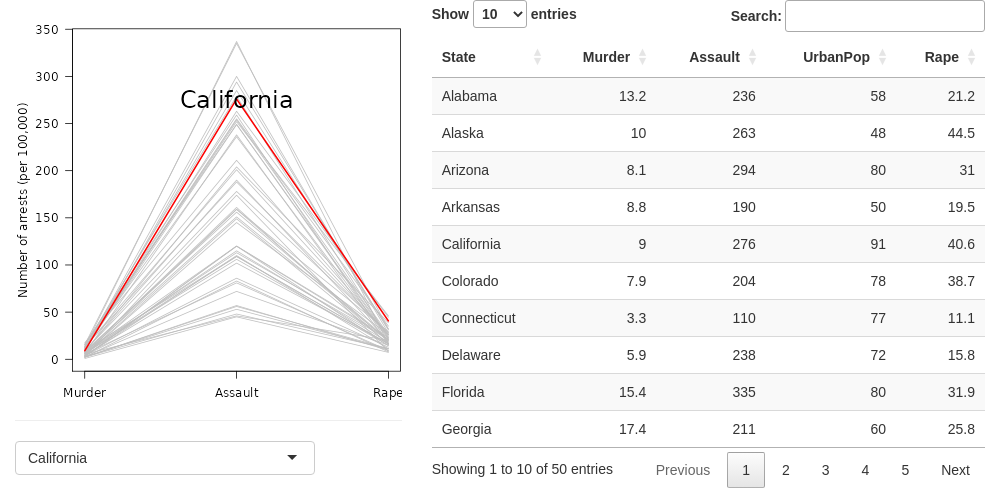 350
300
250
200
150
100
50
0
Number of arrests (per 100,000)
California
Murder Assault Rape
California
Show 10 entries Search:
State Murder Assault UrbanPop Rape
Alabama 13.2 236 58 21.2
Alaska 10 263 48 44.5
Arizona 8.1 294 80 31
Arkansas 8.8 190 50 19.5
California 9 276 91 40.6
Colorado 7.9 204 78 38.7
Connecticut 3.3 110 77 11.1
Delaware 5.9 238 72 15.8
Florida 15.4 335 80 31.9
Georgia 17.4 211 60 25.8
Showing 1 to 10 of 50 entries Previous 1 2 3 4 5 Next